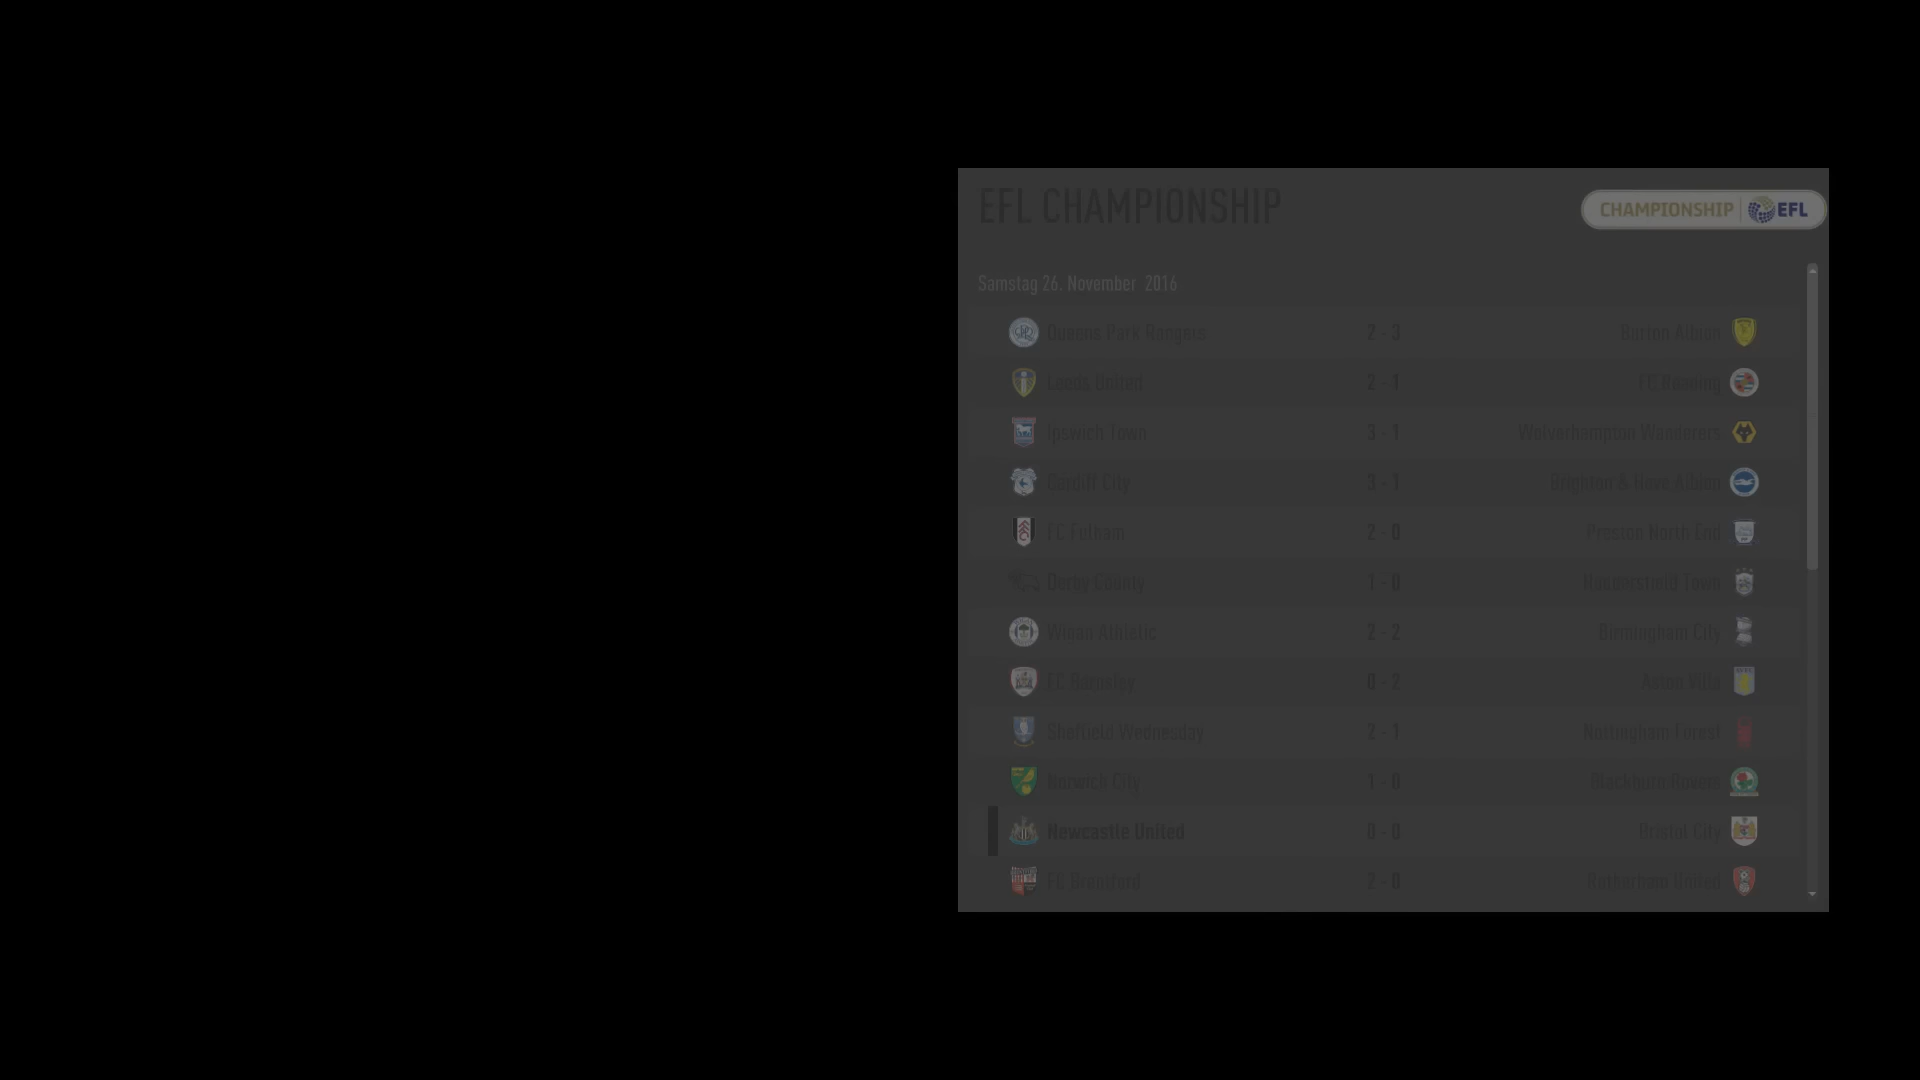 EFL CHAMPIONSHIP
CHAMPIONSHIP EFL
Samstag 26. November 2016
Queens Park Rangers 2 - 3 Burton Albion
Leeds United 2 - 1 FC Reading
Ipswich Town 3 - 1 Wolverhampton Wanderers
Cardiff City 3 - 1 Brighton & Hove Albion
FC Fulham 2 - 0 Preston North End
Derby County 1 - 0 Huddersfield Town
Wigan Athletic 2 - 2 Birmingham City
FC Barnsley 0 - 2 Aston Villa
Sheffield Wednesday 2 - 1 Nottingham Forest
Norwich City 1 - 0 Blackburn Rovers
Newcastle United 0 - 0 Bristol City
FC Brentford 2 - 0 Rotherham United